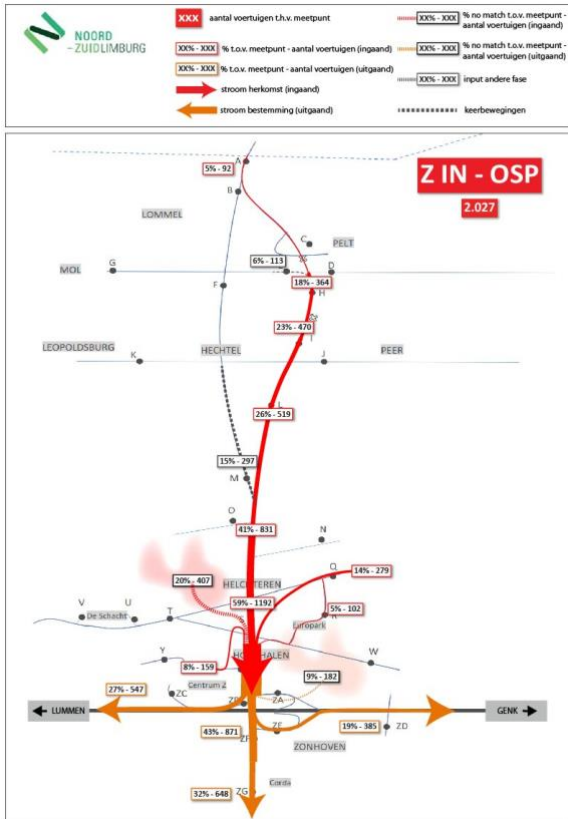 NOORD
-ZUIDLIMBURG
XXX aantal voertuigen t.h.v. meetpunt
XX% - XXX % t.o.v. meetpunt - aantal voertuigen (ingaand)
XX% - XXX % t.o.v. meetpunt - aantal voertuigen (uitgaand)
stroom herkomst (ingaand)
stroom bestemming (uitgaand)
XX% - XXX % no match t.o.v. meetpunt -
aantal voertuigen (ingaand)
XX% - XXX % no match t.o.v. meetpunt -
aantal voertuigen (uitgaand)
XX% - XXX input andere fase
keerbewegingen
Z IN - OSP
2.027
A
5% - 92
B
LOMMEL
C
PELT
6% - 113
MOL
G
D
18% - 364
F
H
23% - 470
I
LEOPOLDSBURG
HECHTEL
PEER
K
J
L
26% - 519
15% - 297
M
O
41% - 831
N
14% - 279
Q
20% - 407
HELCHTEREN
59% - 1192
5% - 102
R
V
U
T
De Schacht
Europark
Y
W
8% - 159
9% - 182
Centrum Z
27% - 547
ZC
ZA
LUMMEN
GENK
43% - 871
ZE
19% - 385
ZD
ZF
ZONHOVEN
Corda
32% - 648
ZG